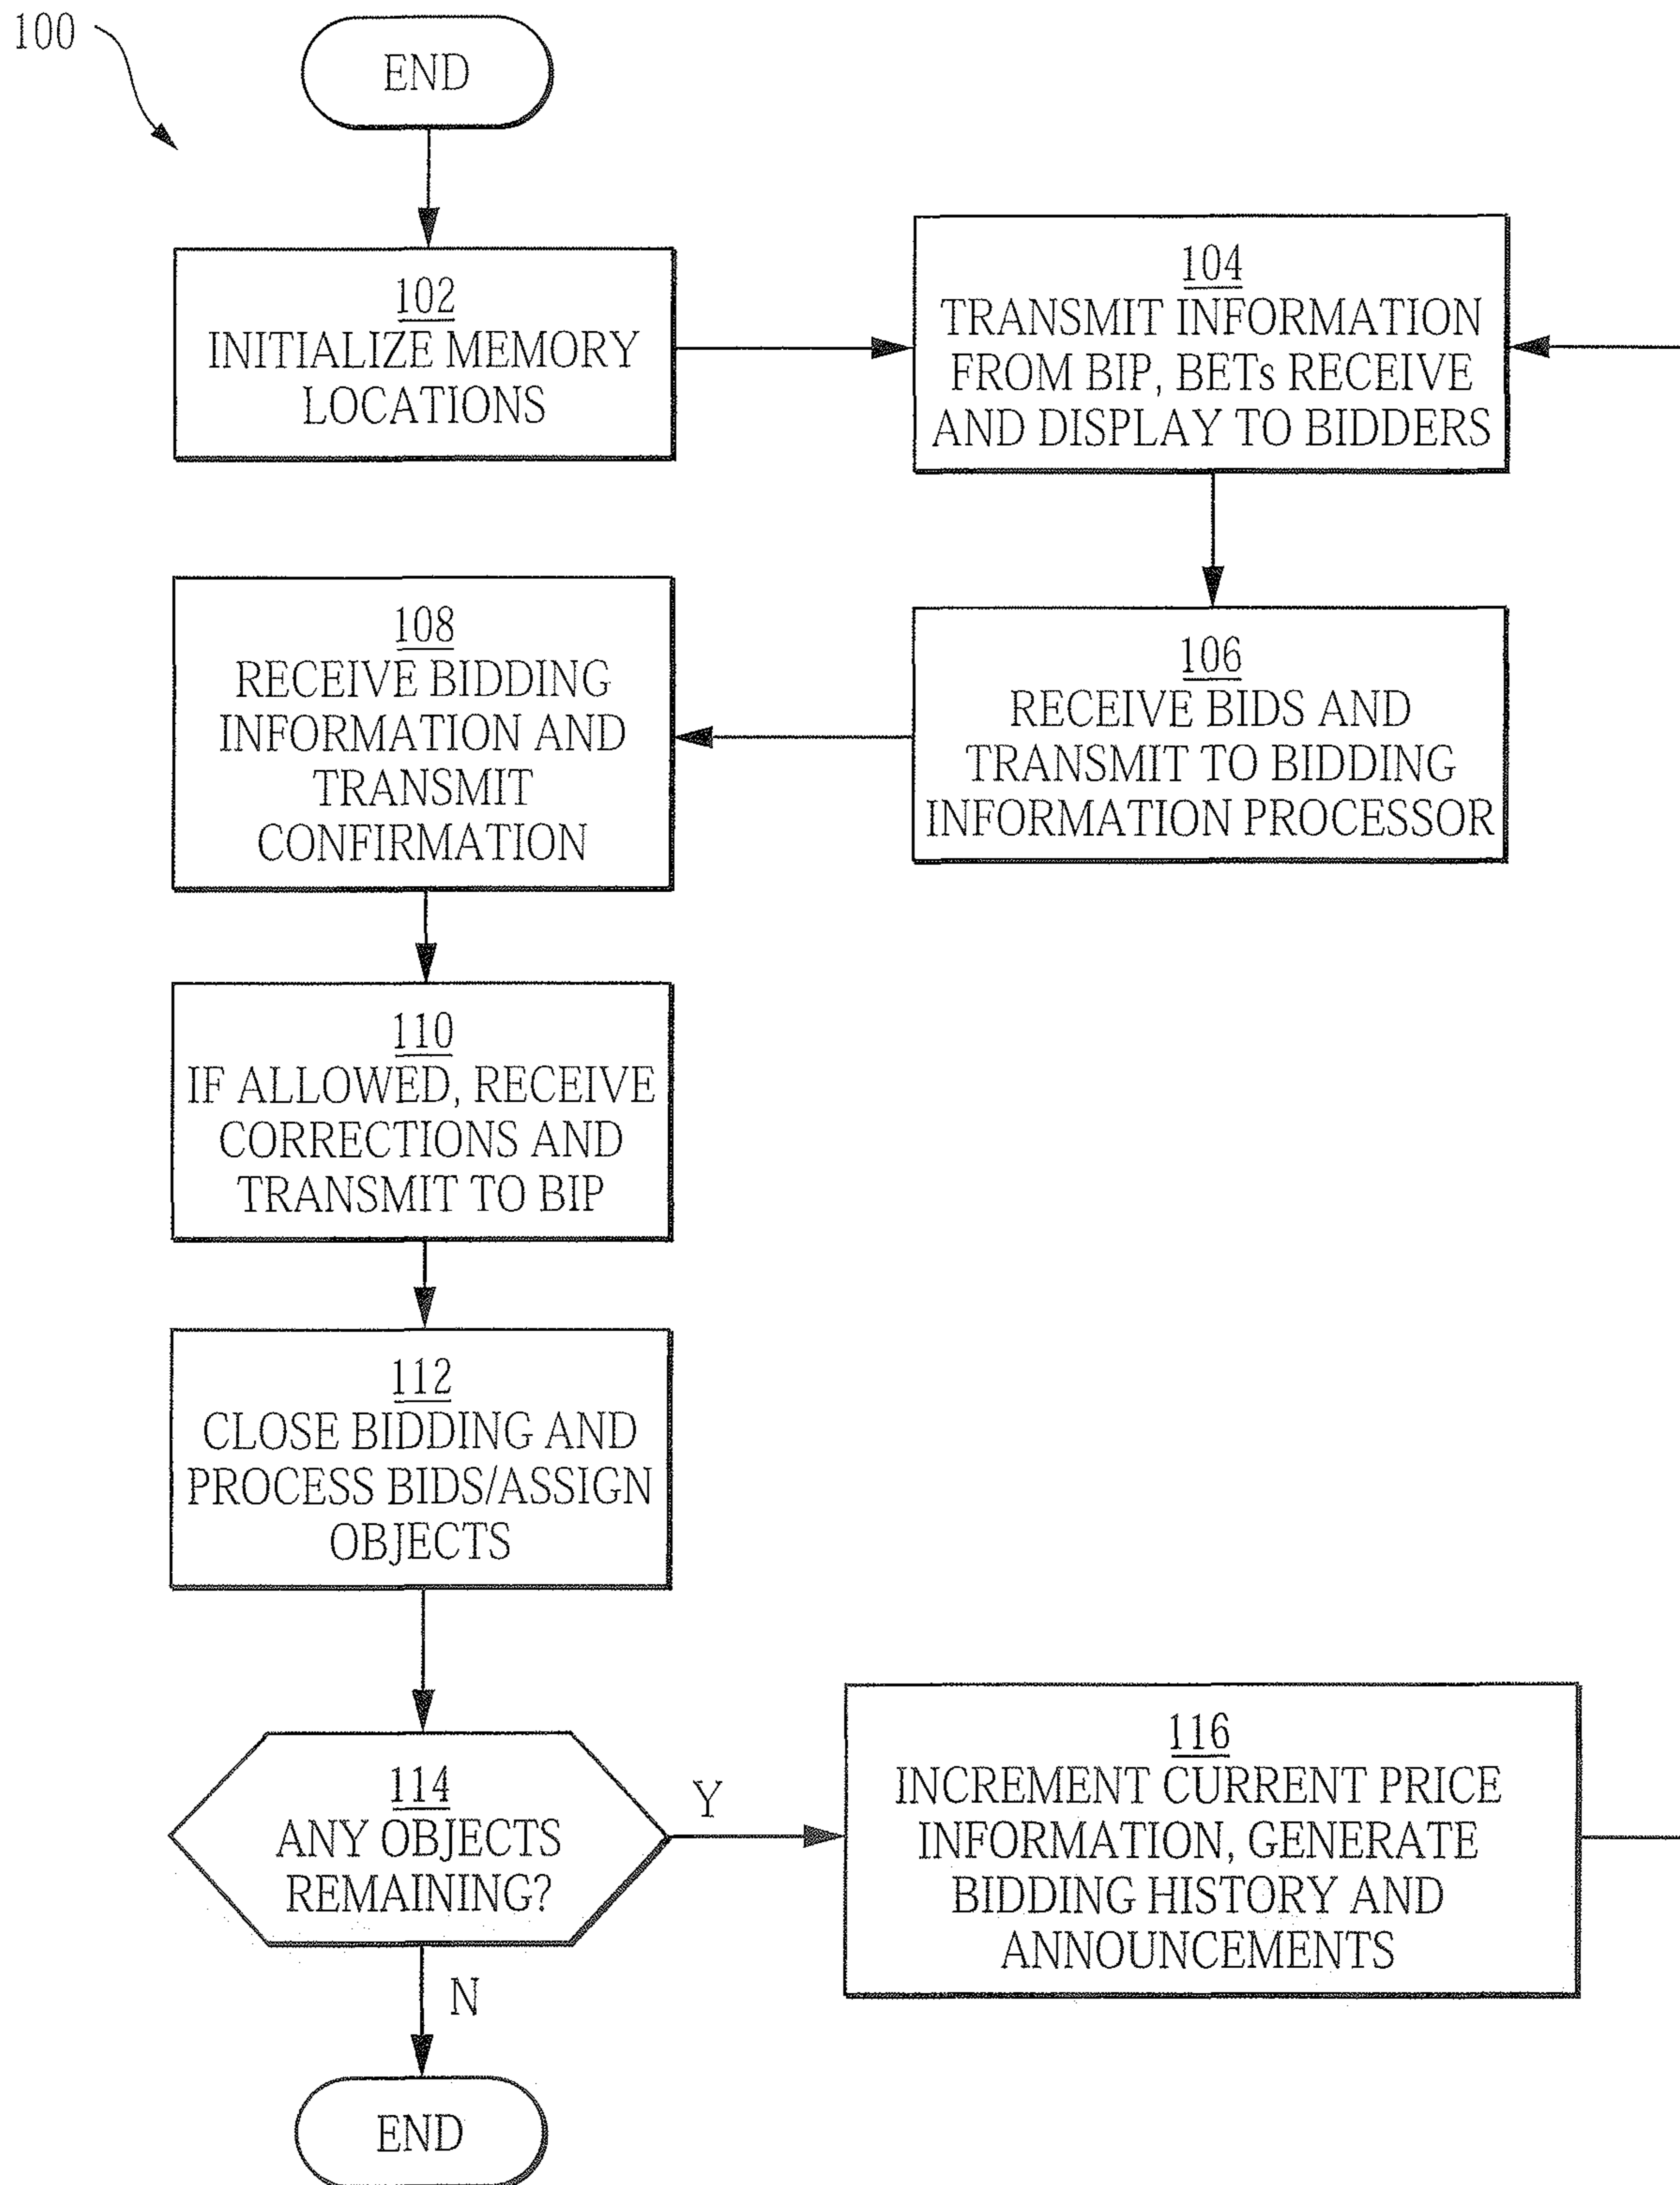 100
END
102
INITIALIZE MEMORY
LOCATIONS
104
TRANSMIT INFORMATION
FROM BIP, BETs RECEIVE
AND DISPLAY TO BIDDERS
106
RECEIVE BIDS AND
TRANSMIT TO BIDDING
INFORMATION PROCESSOR
108
RECEIVE BIDDING
INFORMATION AND
TRANSMIT
CONFIRMATION
110
IF ALLOWED, RECEIVE
CORRECTIONS AND
TRANSMIT TO BIP
112
CLOSE BIDDING AND
PROCESS BIDS/ASSIGN
OBJECTS
114
ANY OBJECTS
REMAINING?
Y
116
INCREMENT CURRENT PRICE
INFORMATION, GENERATE
BIDDING HISTORY AND
ANNOUNCEMENTS
N
END